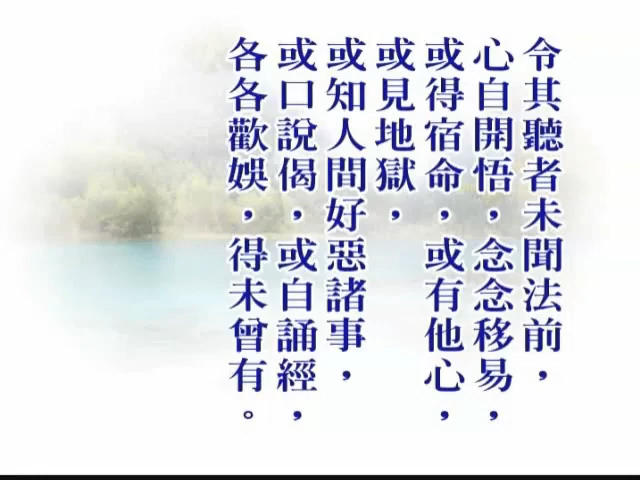 令其聽者未聞法前，
心自開悟，念念移易，
或得宿命，或有他心，
或見地獄，
或知人間好惡諸事，
或口說偈，或自誦經，
各各歡娛，得未曾有。